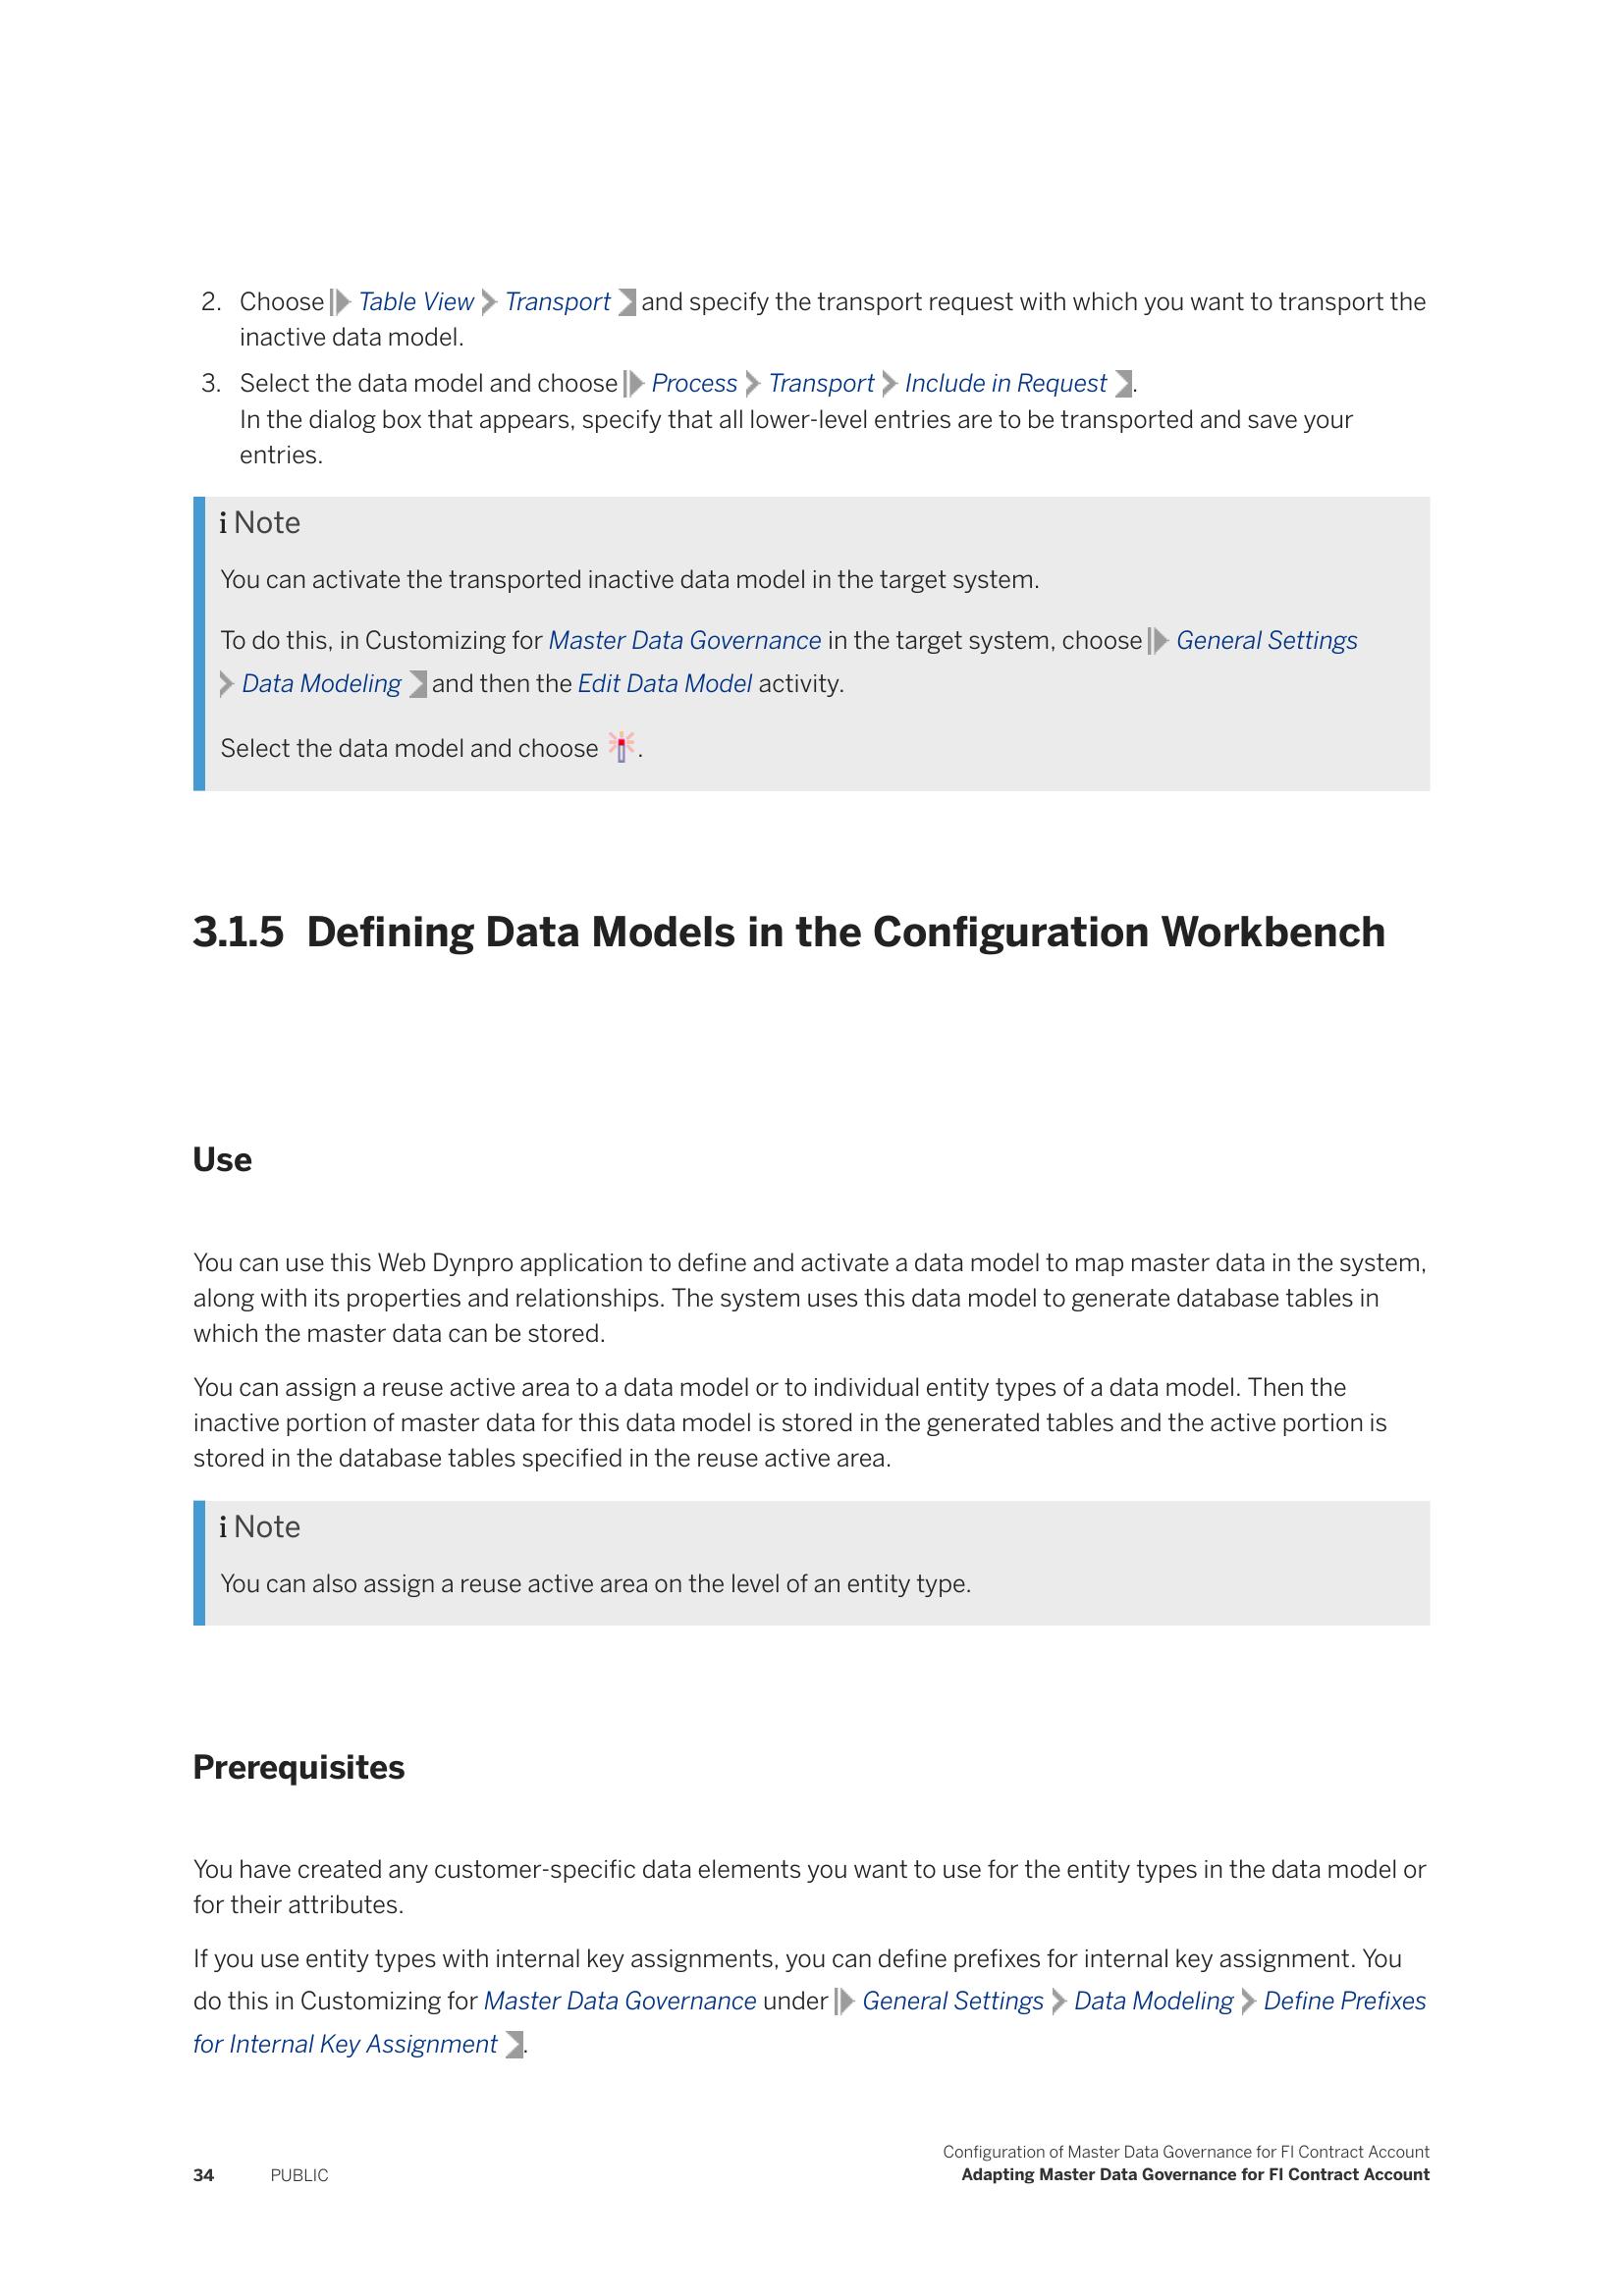 2. Choose Table View Transport and specify the transport request with which you want to transport the
inactive data model.
3. Select the data model and choose Process Transport Include in Request .
In the dialog box that appears, specify that all lower-level entries are to be transported and save your
entries.
i Note
You can activate the transported inactive data model in the target system.
To do this, in Customizing for Master Data Governance in the target system, choose General Settings
Data Modeling and then the Edit Data Model activity.
Select the data model and choose .
3.1.5 Defining Data Models in the Configuration Workbench
Use
You can use this Web Dynpro application to define and activate a data model to map master data in the system,
along with its properties and relationships. The system uses this data model to generate database tables in
which the master data can be stored.
You can assign a reuse active area to a data model or to individual entity types of a data model. Then the
inactive portion of master data for this data model is stored in the generated tables and the active portion is
stored in the database tables specified in the reuse active area.
i Note
You can also assign a reuse active area on the level of an entity type.
Prerequisites
You have created any customer-specific data elements you want to use for the entity types in the data model or
for their attributes.
If you use entity types with internal key assignments, you can define prefixes for internal key assignment. You
do this in Customizing for Master Data Governance under General Settings Data Modeling Define Prefixes
for Internal Key Assignment .
Configuration of Master Data Governance for FI Contract Account
34 PUBLIC Adapting Master Data Governance for FI Contract Account